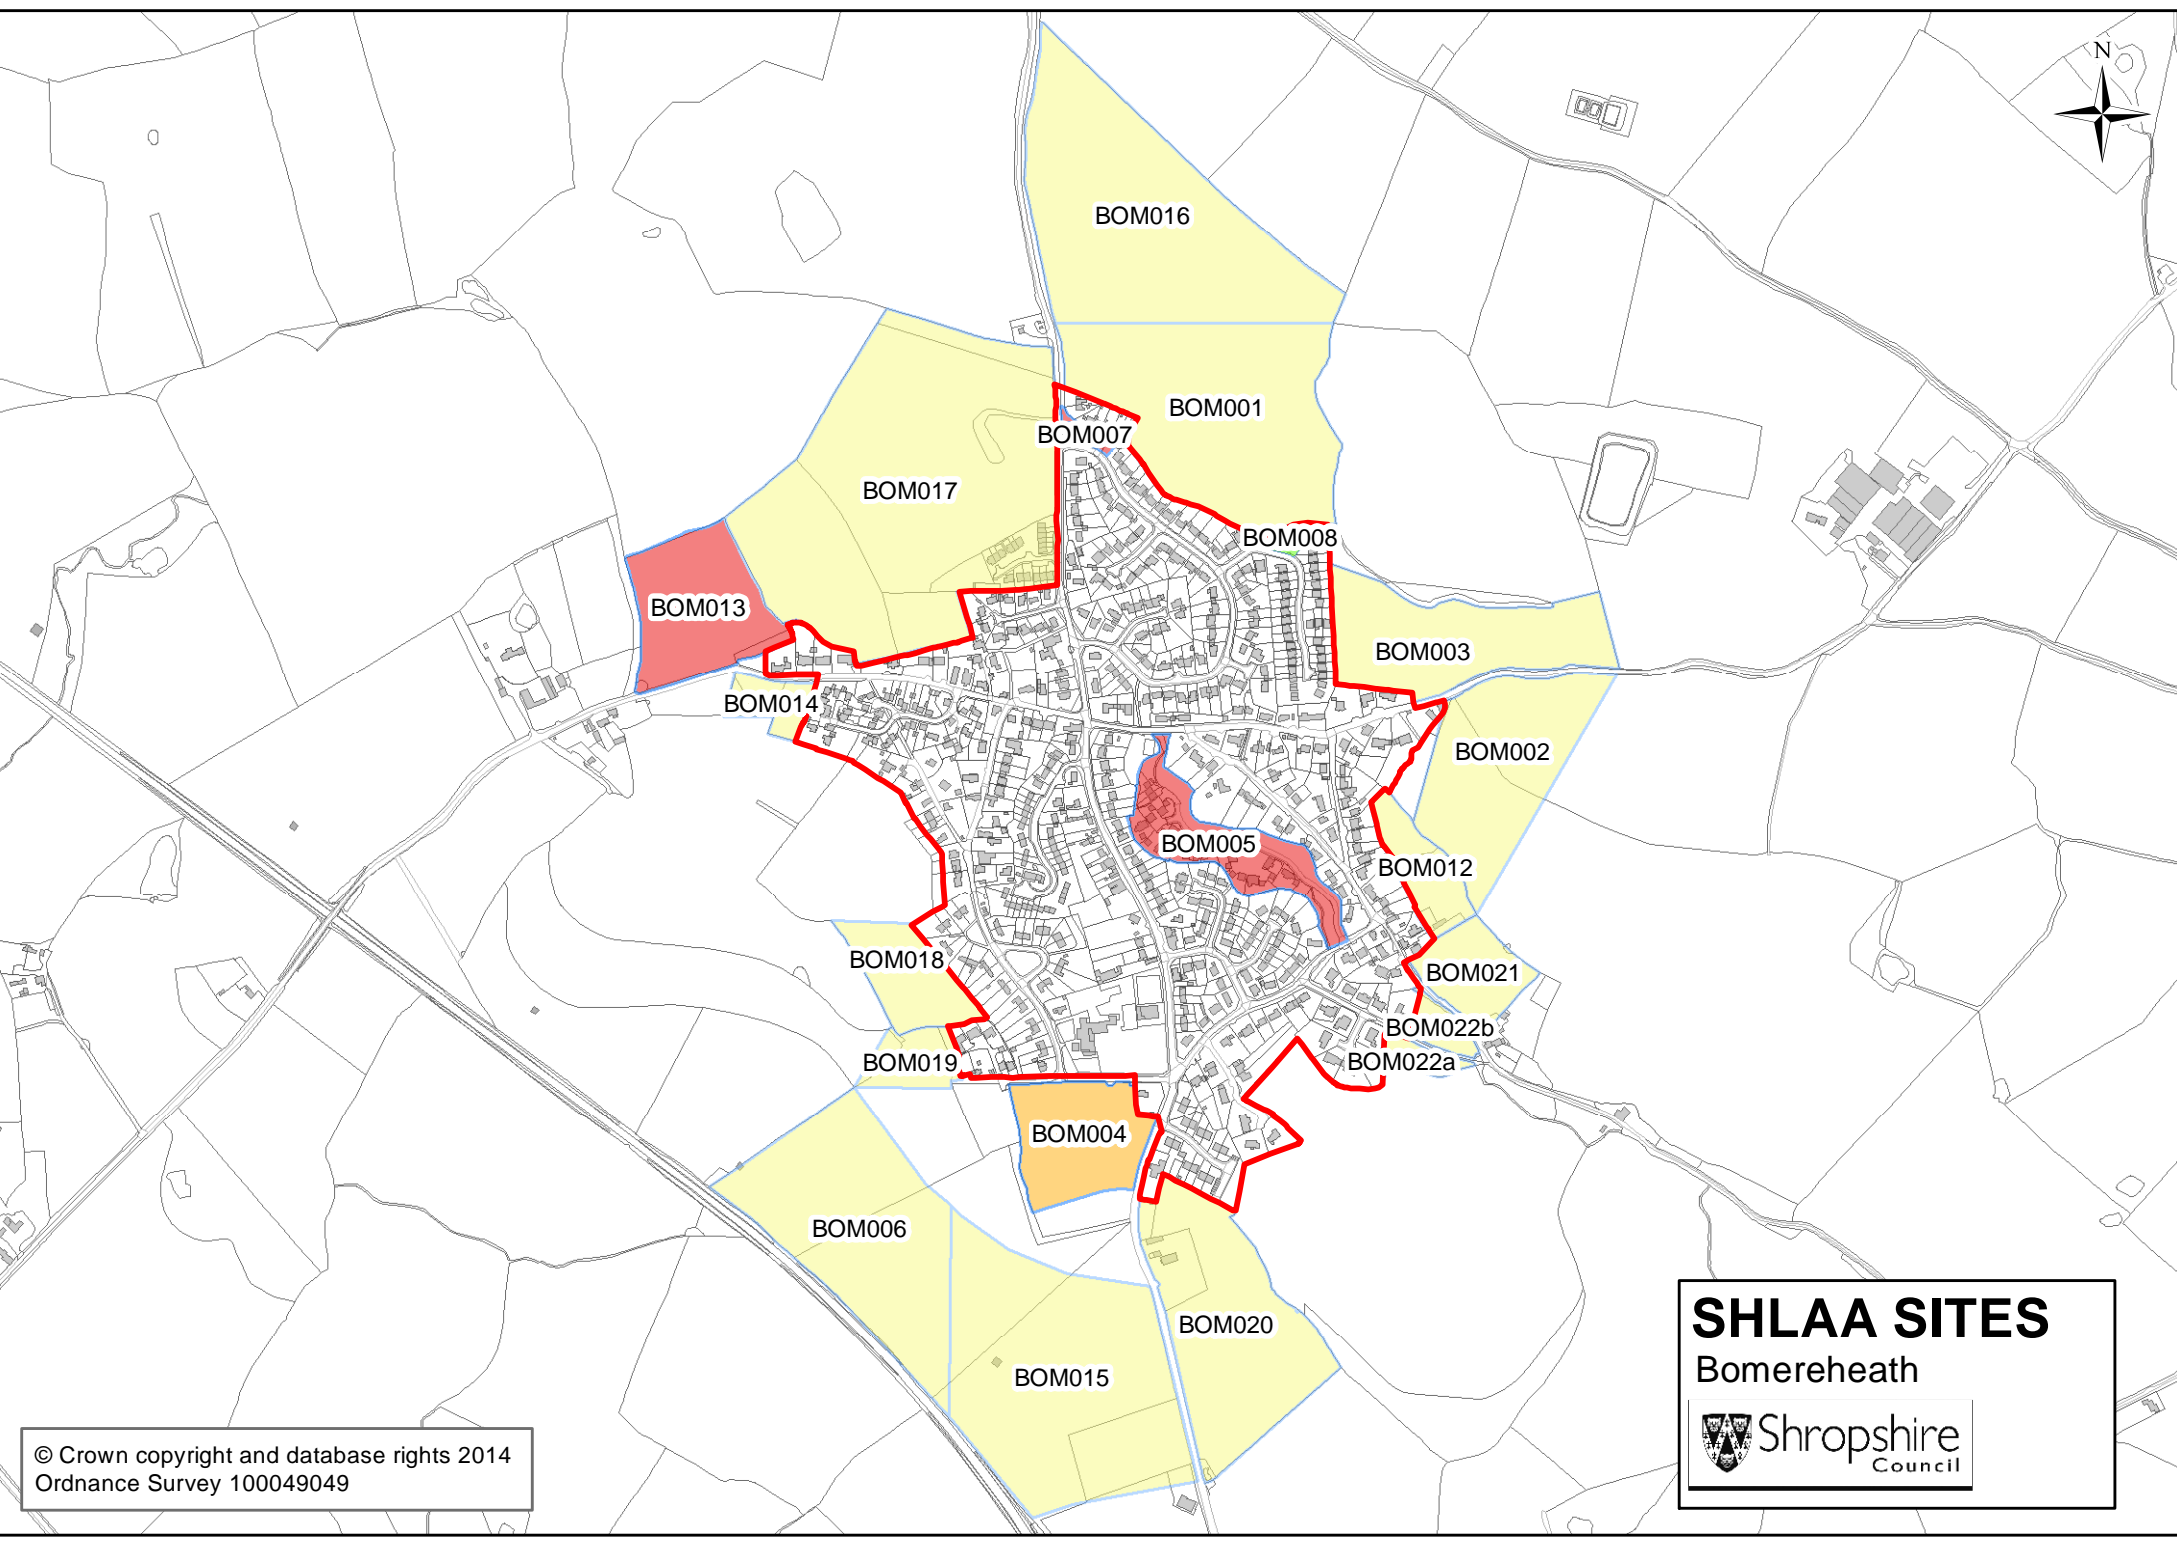 N
BOM016
BOM001
BOM007
BOM017
BOM008
BOM013
BOM003
BOM014
BOM002
BOM005
BOM012
BOM018
BOM021
BOM022b
BOM019
BOM022a
BOM004
BOM006
BOM020
BOM015
SHLAA SITES
Bomereheath
Shropshire
Council
© Crown copyright and database rights 2014
Ordnance Survey 100049049